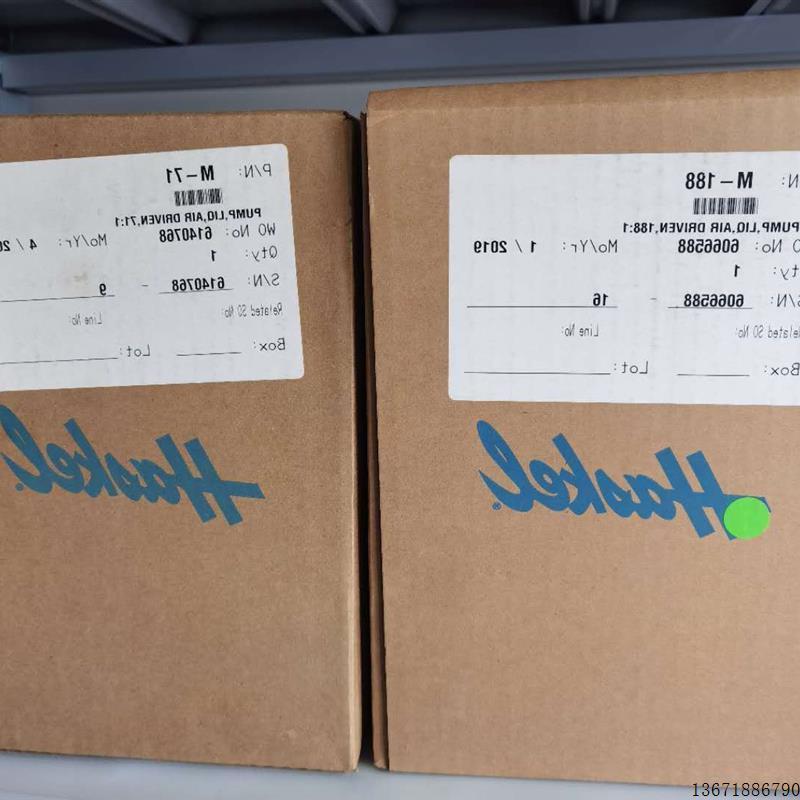 P/N: M-71
PUMP,LIQ,AIR DRIVEN,71:1
WO No: 6140768 Mo/Yr: 4 / 20
Qty: 1
S/N: 6140768 - 9
Related SO No: Line No:
Box: Lot:
Haskel®
N: M-188
PUMP,LIQ,AIR DRIVEN,188:1
O No: 6066588 Mo/Yr: 1 / 2019
ty: 1
S/N: 6066588 - 16
Related SO No: Line No:
Box: Lot:
Haskel®
13671886790